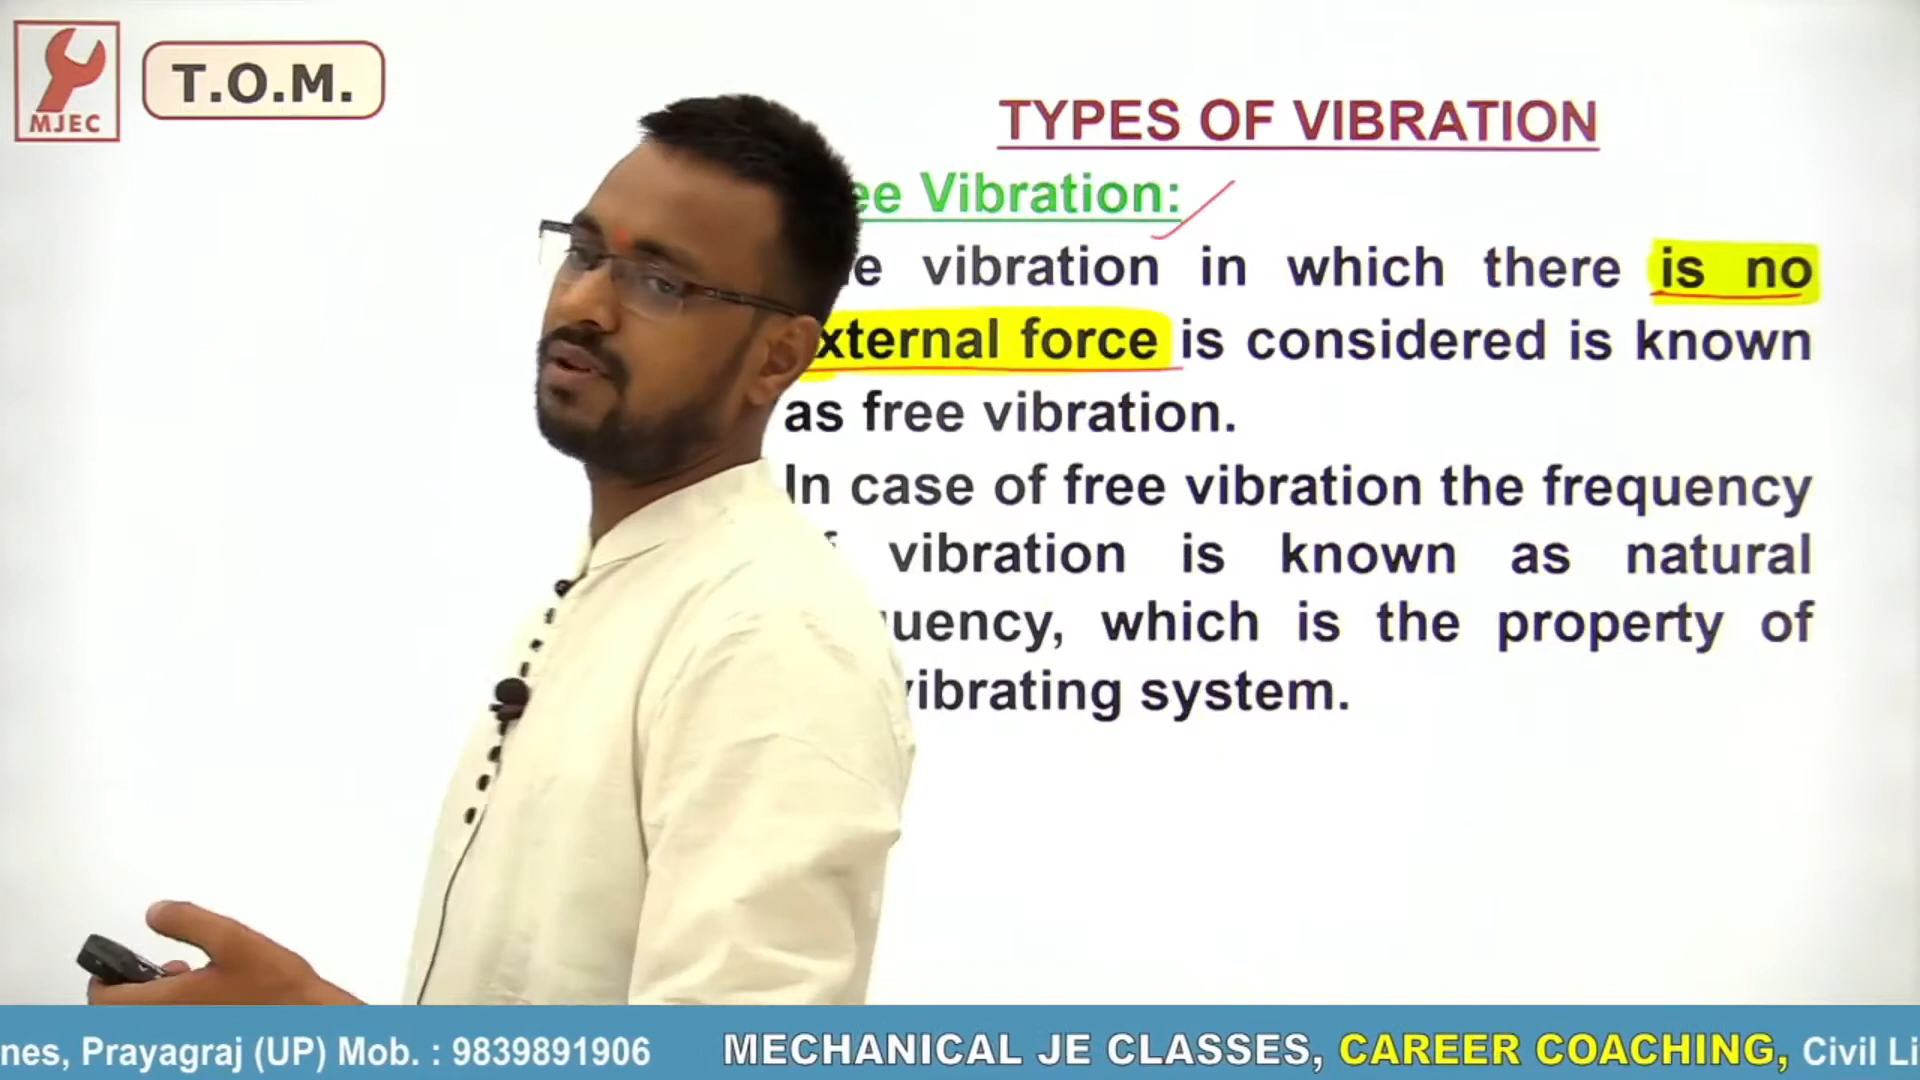 MJEC
T.O.M.
TYPES OF VIBRATION
ee Vibration:
e vibration in which there is no
xternal force is considered is known
as free vibration.
In case of free vibration the frequency
vibration is known as natural
uency, which is the property of
vibrating system.
nes, Prayagraj (UP) Mob. : 9839891906 MECHANICAL JE CLASSES, CAREER COACHING, Civil Li